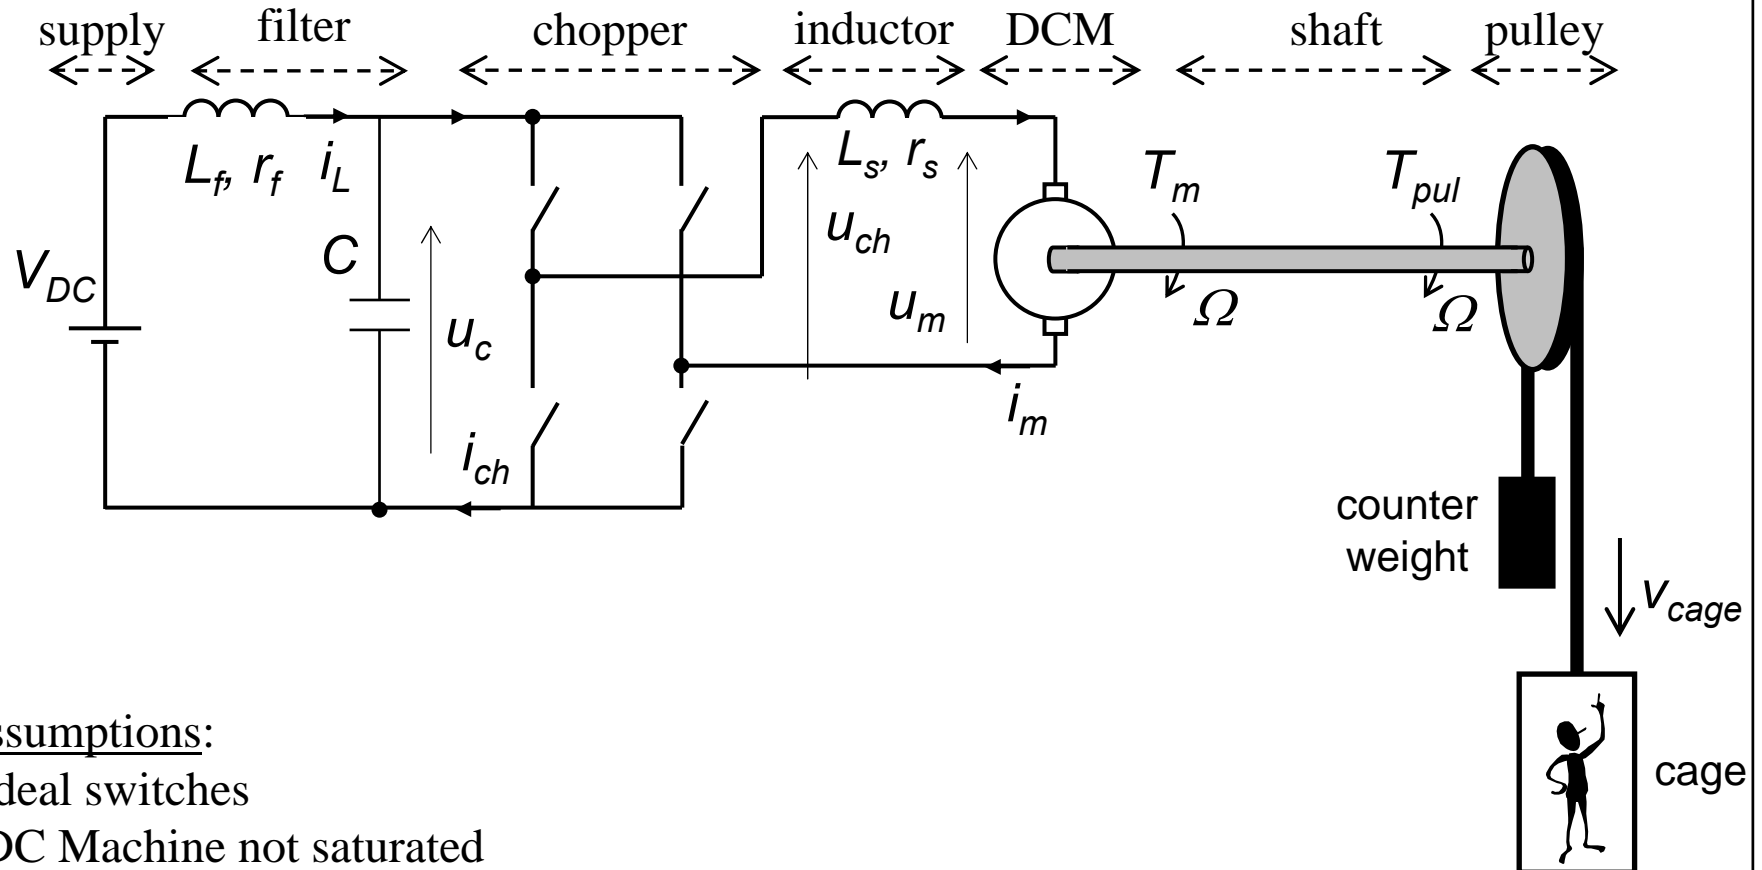 supply filter chopper inductor DCM shaft pulley
L_f, r_f i_L
L_s, r_s
T_m T_pul
V_DC
C
u_c
u_ch
u_m
Ω Ω
i_ch
i_m
counter
weight
v_cage
cage
ssumptions:
deal switches
DC Machine not saturated